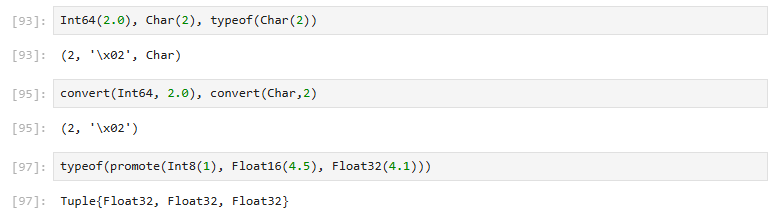 [93]: Int64(2.0), Char(2), typeof(Char(2))
[93]: (2, '\x02', Char)
[95]: convert(Int64, 2.0), convert(Char,2)
[95]: (2, '\x02')
[97]: typeof(promote(Int8(1), Float16(4.5), Float32(4.1)))
[97]: Tuple{Float32, Float32, Float32}